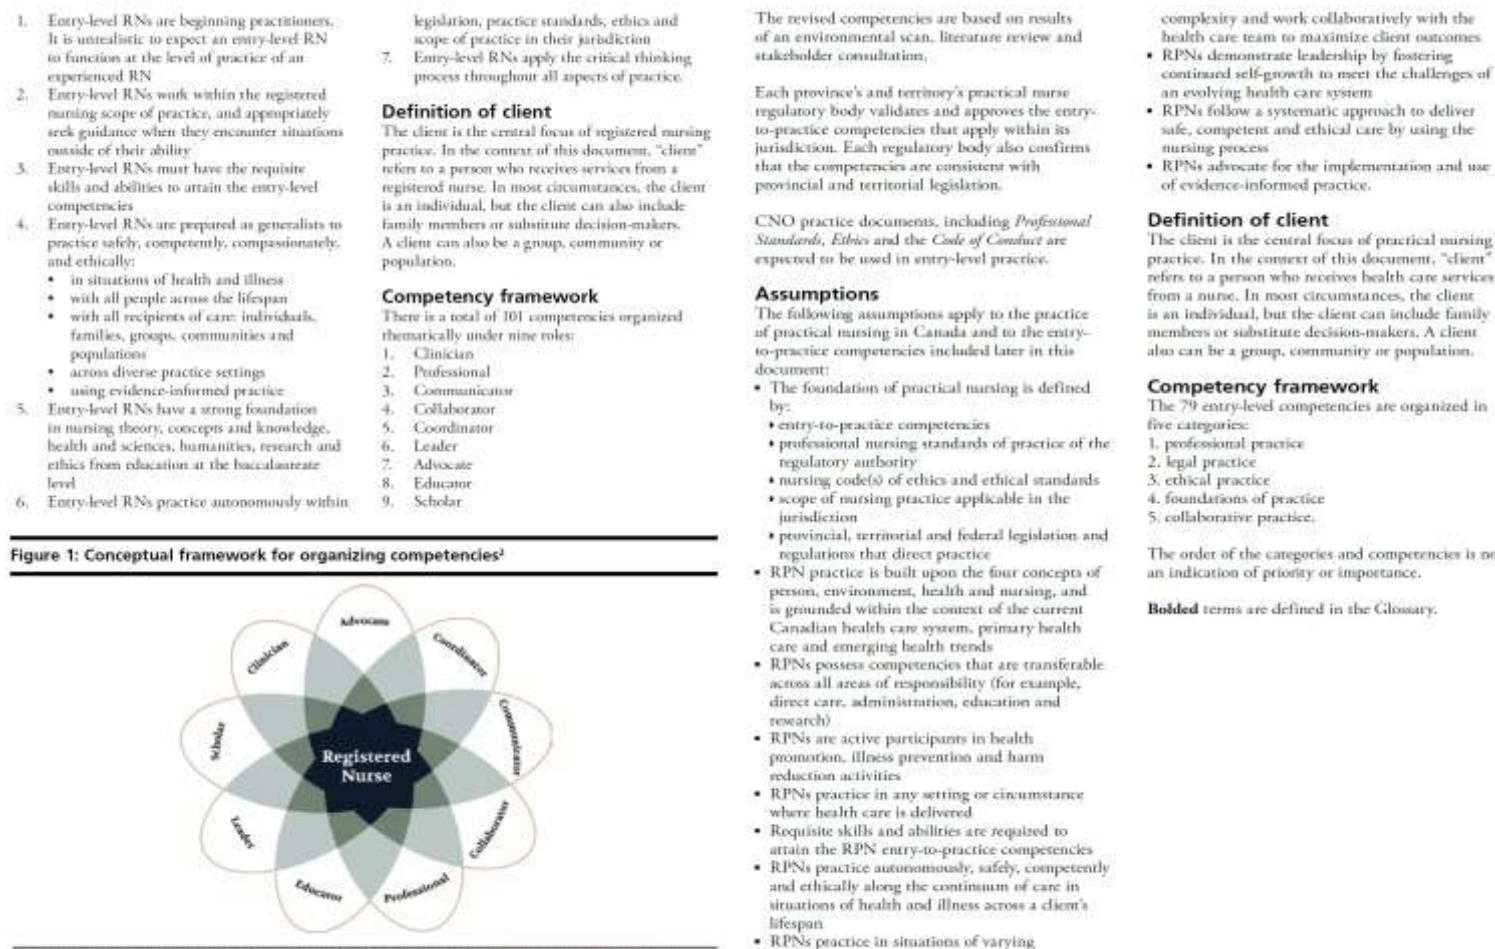 1. Entry-level RNs are beginning practitioners.
It is unrealistic to expect an entry-level RN
to function at the level of practice of an
experienced RN
2. Entry-level RNs work within the registered
nursing scope of practice, and appropriately
seek guidance when they encounter situations
outside of their ability
3. Entry-level RNs must have the requisite
skills and abilities to attain the entry-level
competencies
4. Entry-level RNs are prepared as generalists to
practice safely, competently, compassionately,
and ethically:
• in situations of health and illness
• with all people across the lifespan
• with all recipients of care: individuals,
families, groups, communities and
populations
• across diverse practice settings
• using evidence-informed practice
5. Entry-level RNs have a strong foundation
in nursing theory, concepts and knowledge,
health and sciences, humanities, research and
ethics from education at the baccalaureate
level
6. Entry-level RNs practice autonomously within
legislation, practice standards, ethics and
scope of practice in their jurisdiction
7. Entry-level RNs apply the critical thinking
process throughout all aspects of practice.
Definition of client
The client is the central focus of registered nursing
practice. In the context of this document, "client"
refers to a person who receives services from a
registered nurse. In most circumstances, the client
is an individual, but the client can also include
family members or substitute decision-makers.
A client can also be a group, community or
population.
Competency framework
There is a total of 101 competencies organized
thematically under nine roles:
1. Clinician
2. Professional
3. Communicator
4. Collaborator
5. Coordinator
6. Leader
7. Advocate
8. Educator
9. Scholar
Figure 1: Conceptual framework for organizing competencies²
Advocate
Coordinator
Communicator
Collaborator
Professional
Educator
Leader
Scholar
Clinician
Registered
Nurse
The revised competencies are based on results
of an environmental scan, literature review and
stakeholder consultation.
Each province's and territory's practical nurse
regulatory body validates and approves the entry-
to-practice competencies that apply within its
jurisdiction. Each regulatory body also confirms
that the competencies are consistent with
provincial and territorial legislation.
CNO practice documents, including Professional
Standards, Ethics and the Code of Conduct are
expected to be used in entry-level practice.
Assumptions
The following assumptions apply to the practice
of practical nursing in Canada and to the entry-
to-practice competencies included later in this
document:
• The foundation of practical nursing is defined
by:
‣ entry-to-practice competencies
‣ professional nursing standards of practice of the
regulatory authority
‣ nursing code(s) of ethics and ethical standards
‣ scope of nursing practice applicable in the
jurisdiction
‣ provincial, territorial and federal legislation and
regulations that direct practice
• RPN practice is built upon the four concepts of
person, environment, health and nursing, and
is grounded within the context of the current
Canadian health care system, primary health
care and emerging health trends
• RPNs possess competencies that are transferable
across all areas of responsibility (for example,
direct care, administration, education and
research)
• RPNs are active participants in health
promotion, illness prevention and harm
reduction activities
• RPNs practice in any setting or circumstance
where health care is delivered
• Requisite skills and abilities are required to
attain the RPN entry-to-practice competencies
• RPNs practice autonomously, safely, competently
and ethically along the continuum of care in
situations of health and illness across a client's
lifespan
• RPNs practice in situations of varying
complexity and work collaboratively with the
health care team to maximize client outcomes
• RPNs demonstrate leadership by fostering
continued self-growth to meet the challenges of
an evolving health care system
• RPNs follow a systematic approach to deliver
safe, competent and ethical care by using the
nursing process
• RPNs advocate for the implementation and use
of evidence-informed practice.
Definition of client
The client is the central focus of practical nursing
practice. In the context of this document, "client"
refers to a person who receives health care services
from a nurse. In most circumstances, the client
is an individual, but the client can include family
members or substitute decision-makers. A client
also can be a group, community or population.
Competency framework
The 79 entry-level competencies are organized in
five categories:
1. professional practice
2. legal practice
3. ethical practice
4. foundations of practice
5. collaborative practice.
The order of the categories and competencies is no
an indication of priority or importance.
Bolded terms are defined in the Glossary.